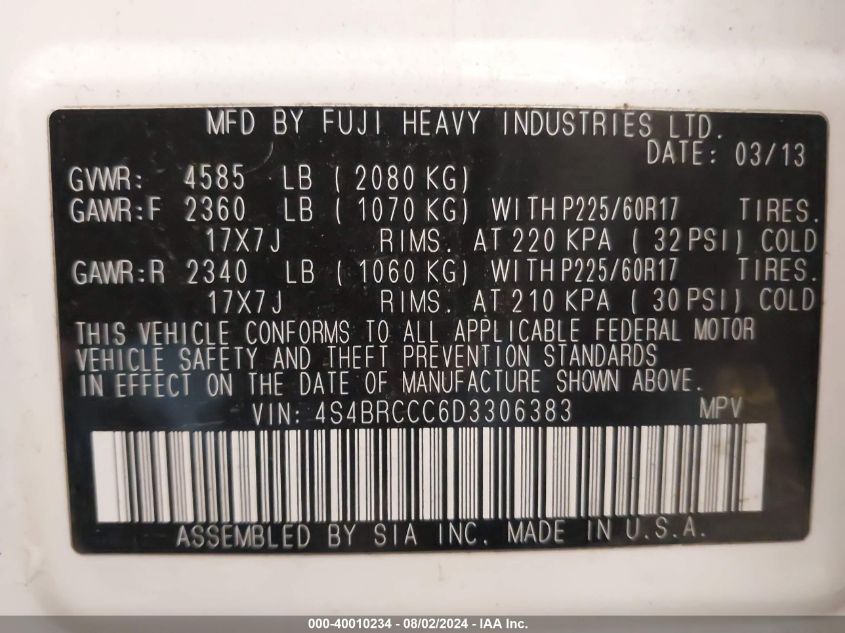 MFD BY FUJI HEAVY INDUSTRIES LTD.
DATE: 03/13
GVWR: 4585 LB ( 2080 KG)
GAWR:F 2360 LB ( 1070 KG) WITH P225/60R17 TIRES.
17X7J RIMS. AT 220 KPA ( 32 PSI) COLD
GAWR:R 2340 LB ( 1060 KG) WITH P225/60R17 TIRES.
17X7J RIMS. AT 210 KPA ( 30 PSI) COLD
THIS VEHICLE CONFORMS TO ALL APPLICABLE FEDERAL MOTOR
VEHICLE SAFETY AND THEFT PREVENTION STANDARDS
IN EFFECT ON THE DATE OF MANUFACTURE SHOWN ABOVE.
VIN: 4S4BRCCC6D3306383 MPV
ASSEMBLED BY SIA INC. MADE IN U.S.A.
000-40010234 - 08/02/2024 - IAA Inc.